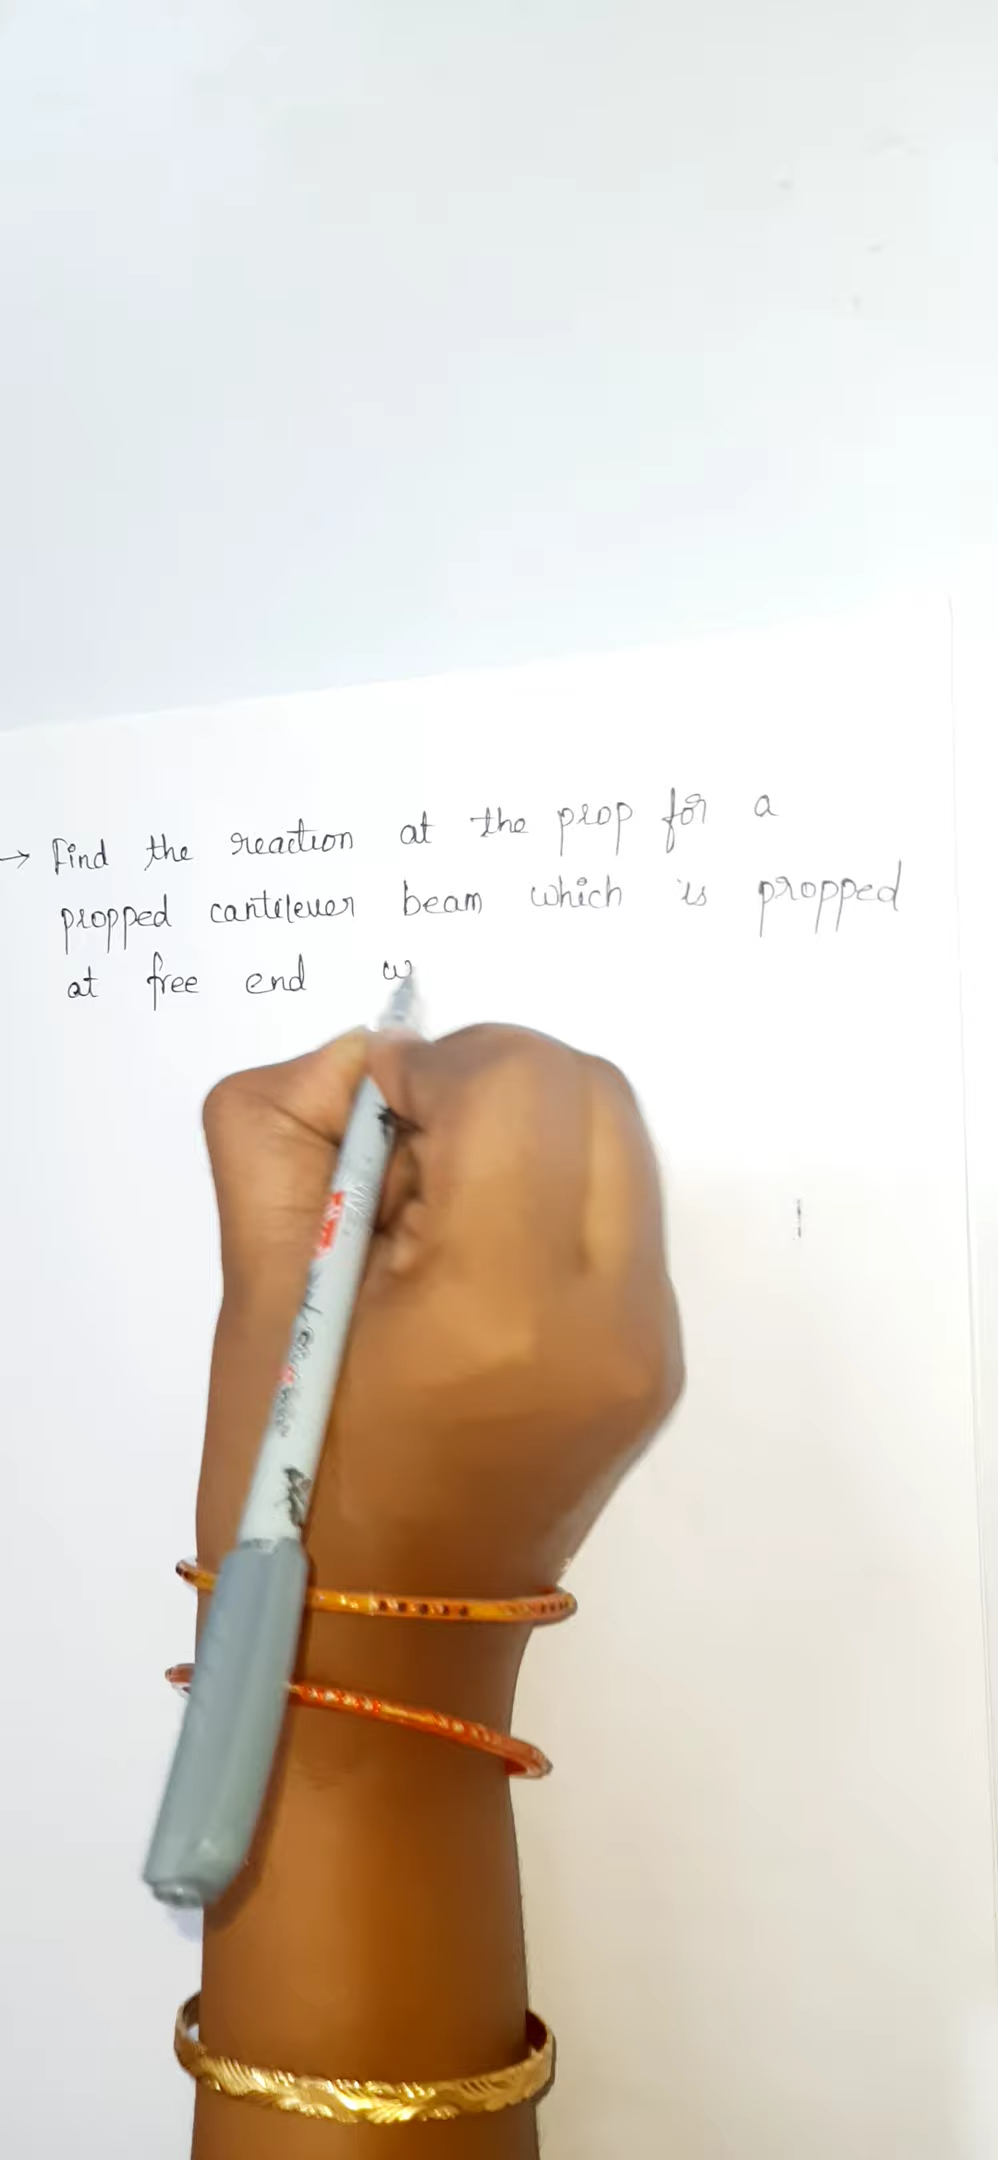 → Find the reaction at the prop for a
propped cantilever beam which is propped
at free end w